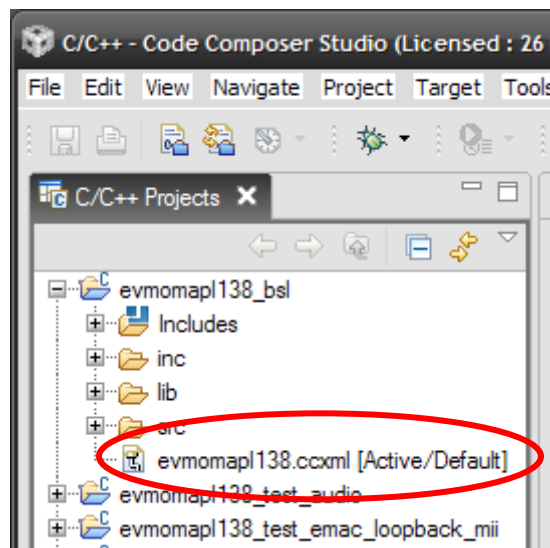 C/C++ - Code Composer Studio (Licensed : 26
File Edit View Navigate Project Target Tools
C/C++ Projects
evmomapl138_bsl
Includes
inc
lib
src
evmomapl138.ccxml [Active/Default]
evmomapl138_test_audio
evmomapl138_test_emac_loopback_mii